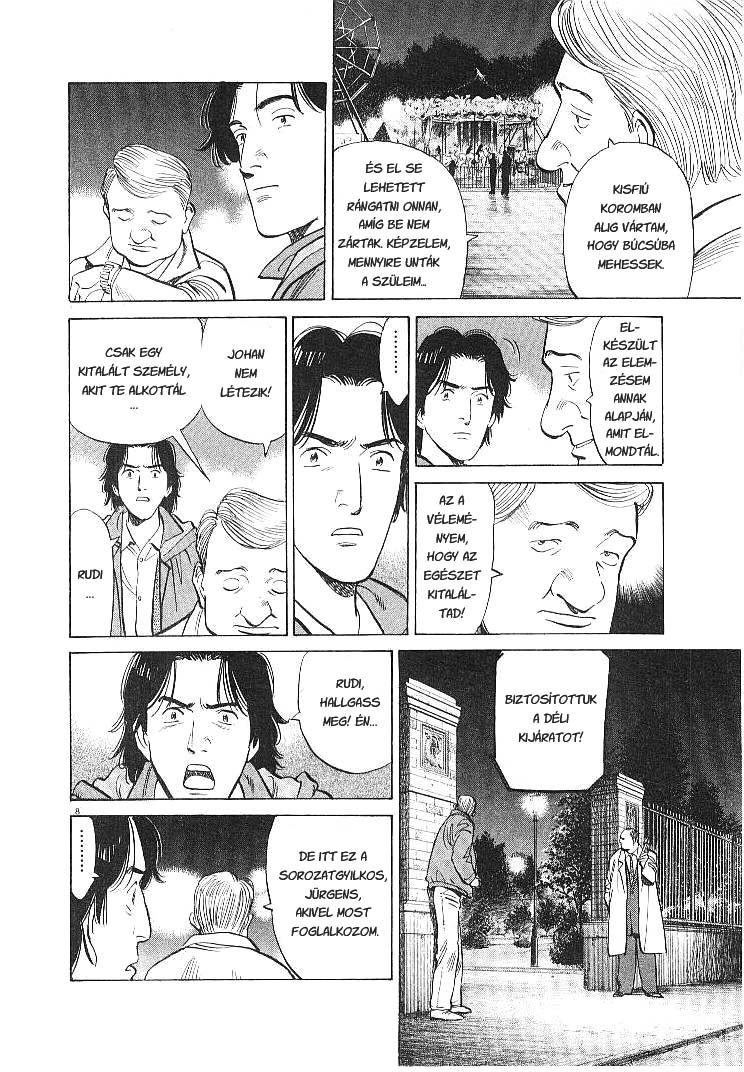 KISFIÚ
KOROMBAN
ALIG VÁRTAM,
HOGY BÚCSÚBA
MEHESSEK.
ÉS EL SE
LEHETETT
RÁNGATNI ONNAN,
AMÍG BE NEM
ZÁRTAK. KÉPZELEM,
MENNYIRE UNTÁK
A SZÜLEIM...
EL-
KÉSZÜLT
AZ ELEM-
ZÉSEM
ANNAK
ALAPJÁN,
AMIT EL-
MONDTÁL.
AZ A
VÉLEMÉ-
NYEM,
HOGY AZ
EGÉSZET
KITALÁL-
TAD!
........
JOHAN
NEM
LÉTEZIK!
CSAK EGY
KITALÁLT SZEMÉLY,
AKIT TE ALKOTTÁL
...
RUDI
...
BIZTOSÍTOTTUK
A DÉLI
KIJÁRATOT!
RUDI,
HALLGASS
MEG! ÉN...
8
DE ITT EZ A
SOROZATGYILKOS,
JÜRGENS,
AKIVEL MOST
FOGLALKOZOM.
........